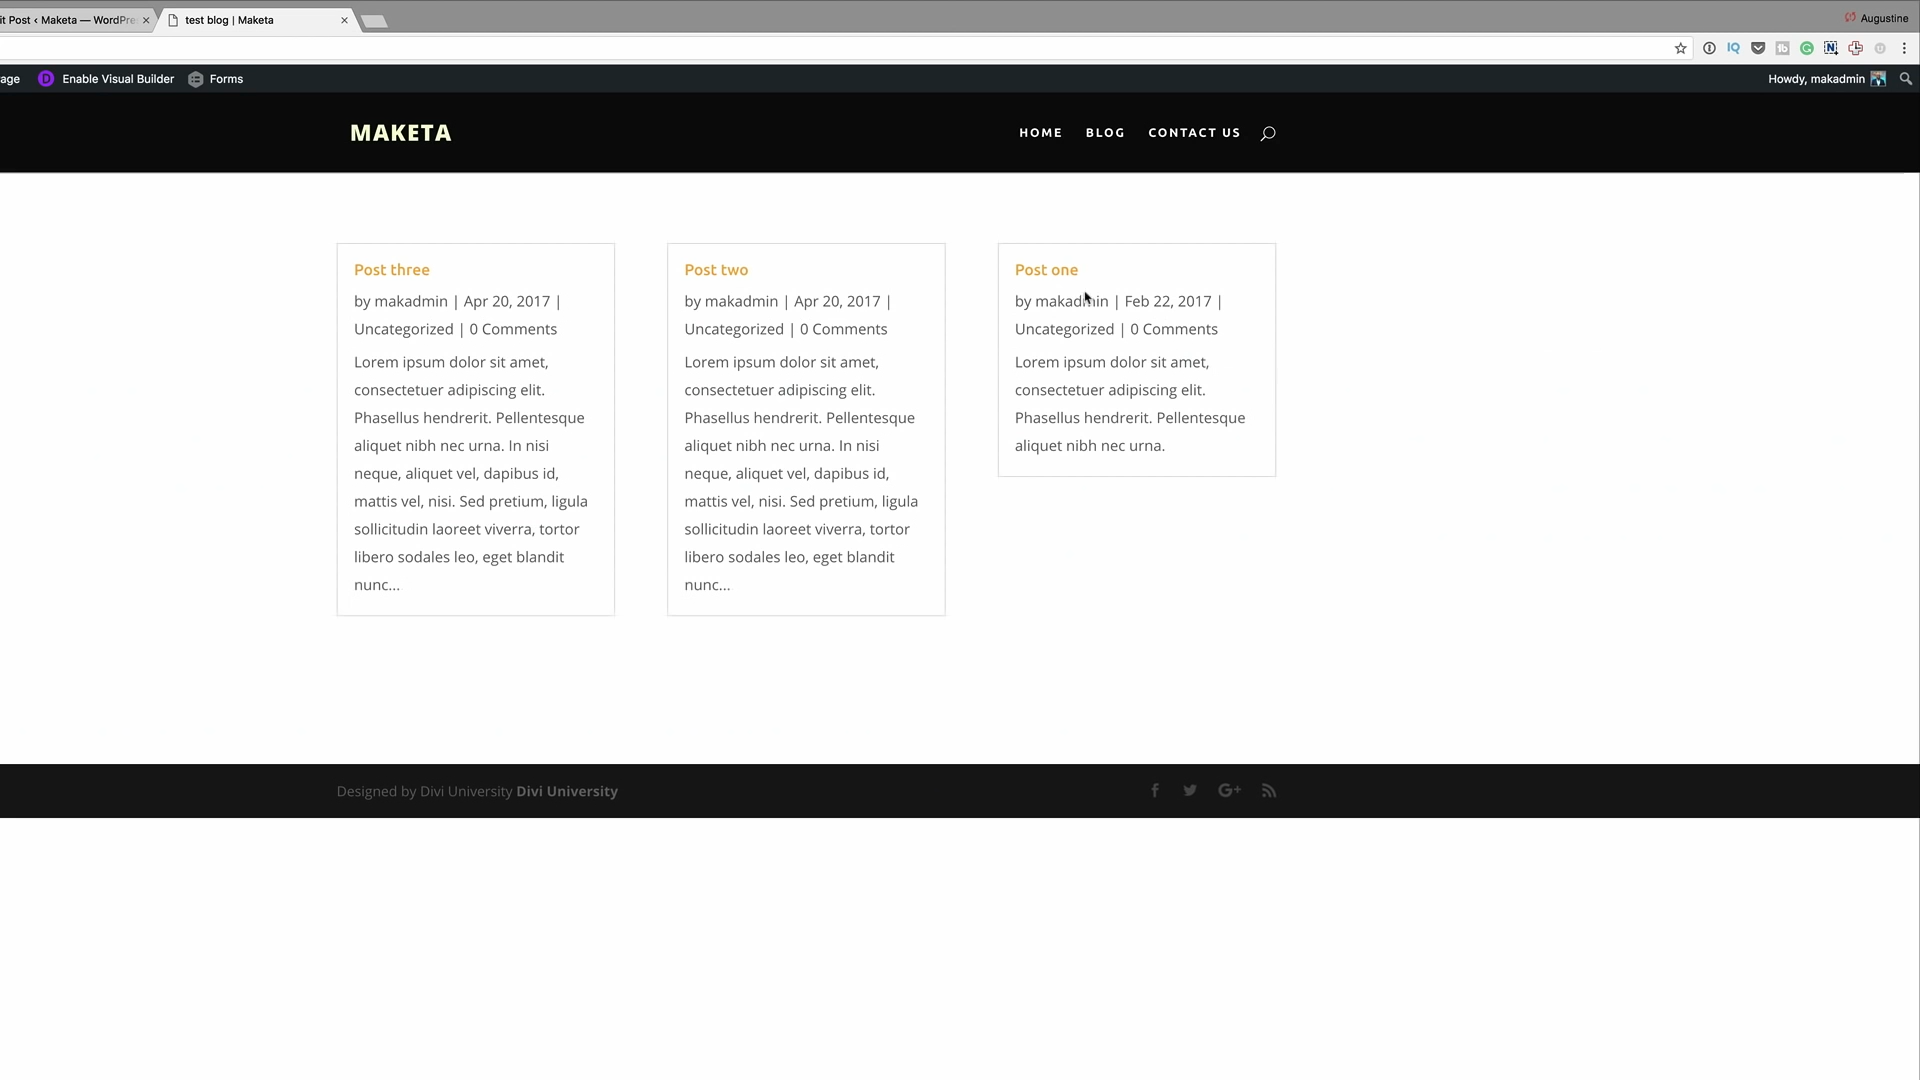 it Post ‹ Maketa — WordPre
test blog | Maketa
Augustine
age
Enable Visual Builder
Forms
Howdy, makadmin
MAKETA
HOME BLOG CONTACT US
Post three
by makadmin | Apr 20, 2017 |
Uncategorized | 0 Comments
Lorem ipsum dolor sit amet,
consectetuer adipiscing elit.
Phasellus hendrerit. Pellentesque
aliquet nibh nec urna. In nisi
neque, aliquet vel, dapibus id,
mattis vel, nisi. Sed pretium, ligula
sollicitudin laoreet viverra, tortor
libero sodales leo, eget blandit
nunc...
Post two
by makadmin | Apr 20, 2017 |
Uncategorized | 0 Comments
Lorem ipsum dolor sit amet,
consectetuer adipiscing elit.
Phasellus hendrerit. Pellentesque
aliquet nibh nec urna. In nisi
neque, aliquet vel, dapibus id,
mattis vel, nisi. Sed pretium, ligula
sollicitudin laoreet viverra, tortor
libero sodales leo, eget blandit
nunc...
Post one
by makadmin | Feb 22, 2017 |
Uncategorized | 0 Comments
Lorem ipsum dolor sit amet,
consectetuer adipiscing elit.
Phasellus hendrerit. Pellentesque
aliquet nibh nec urna.
Designed by Divi University Divi University